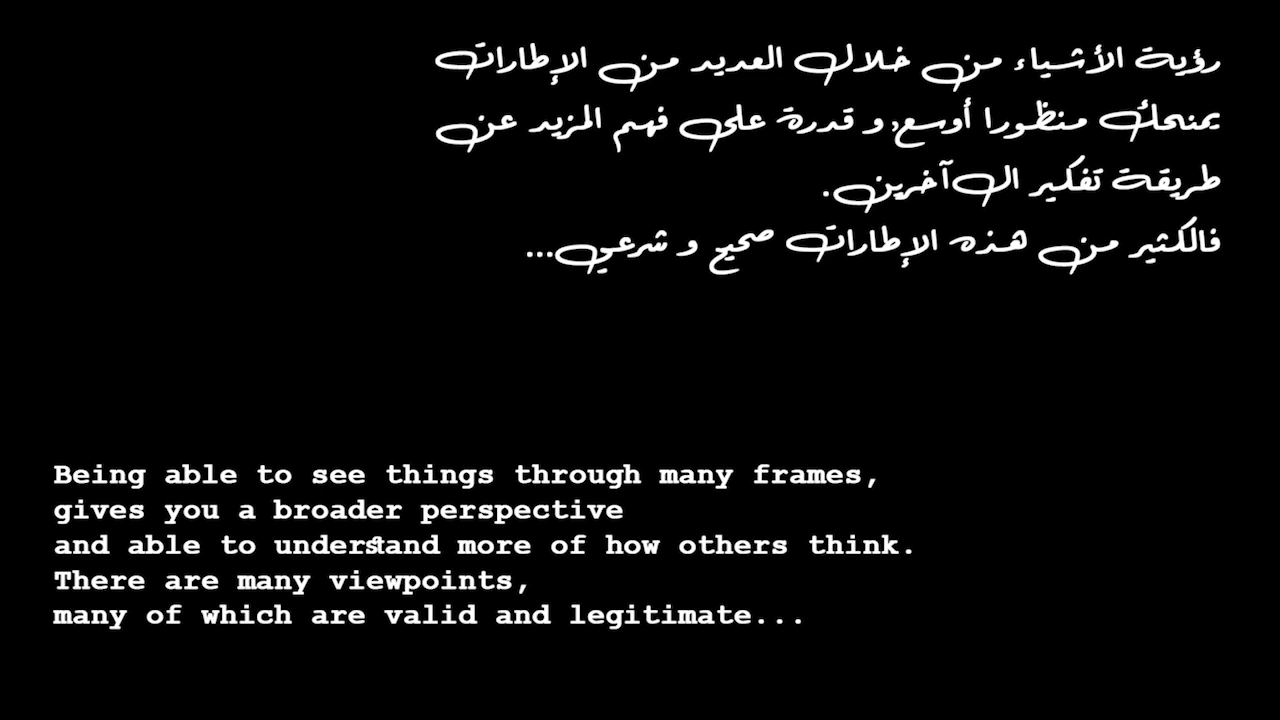 رؤية الأشياء من خلال العديد من الإطارات
يمنحك منظورا أوسع, و قدرة على فهم المزيد عن
طريقة تفكير الآخرين.
فالكثير من هذه الإطارات صحيح و شرعي...
Being able to see things through many frames,
gives you a broader perspective
and able to understand more of how others think.
There are many viewpoints,
many of which are valid and legitimate...